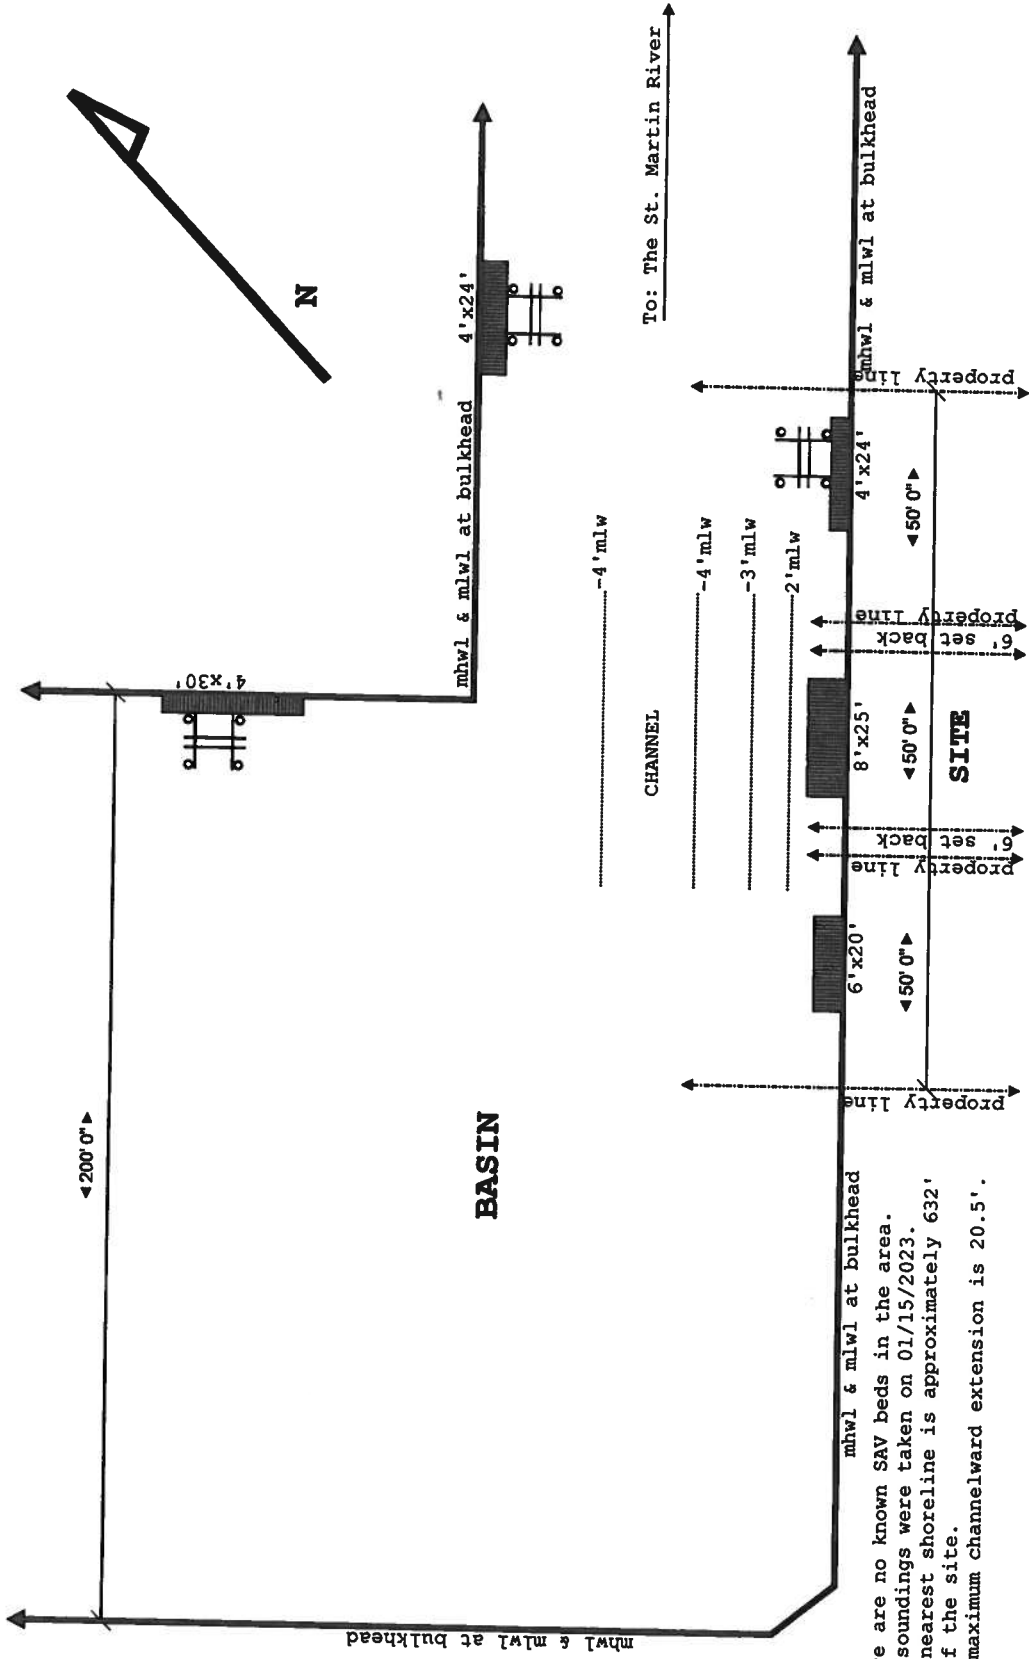 N
<200'0">
4'x30'
mhwl & mlwl at bulkhead
4'x24'
To: The St. Martin River
BASIN
CHANNEL
-4'mlw
-4'mlw
-3'mlw
2'mlw
mhwl & mlwl at bulkhead
mhwl & mlwl at bulkhead
mhwl & mlwl at bulkhead
6'x20'
8'x25'
4'x24'
<50'0">
<50'0">
<50'0">
property line
property line
6' set back
6' set back
property line
property line
SITE
e are no known SAV beds in the area.
soundings were taken on 01/15/2023.
nearest shoreline is approximately 632'
f the site.
maximum channelward extension is 20.5'.